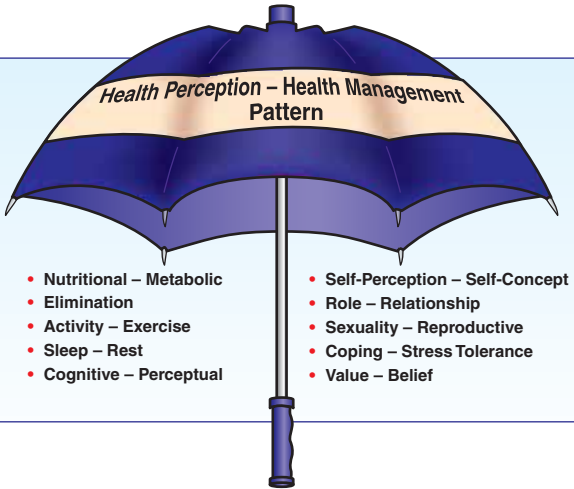 Health Perception – Health Management
Pattern
• Nutritional – Metabolic
• Elimination
• Activity – Exercise
• Sleep – Rest
• Cognitive – Perceptual
• Self-Perception – Self-Concept
• Role – Relationship
• Sexuality – Reproductive
• Coping – Stress Tolerance
• Value – Belief